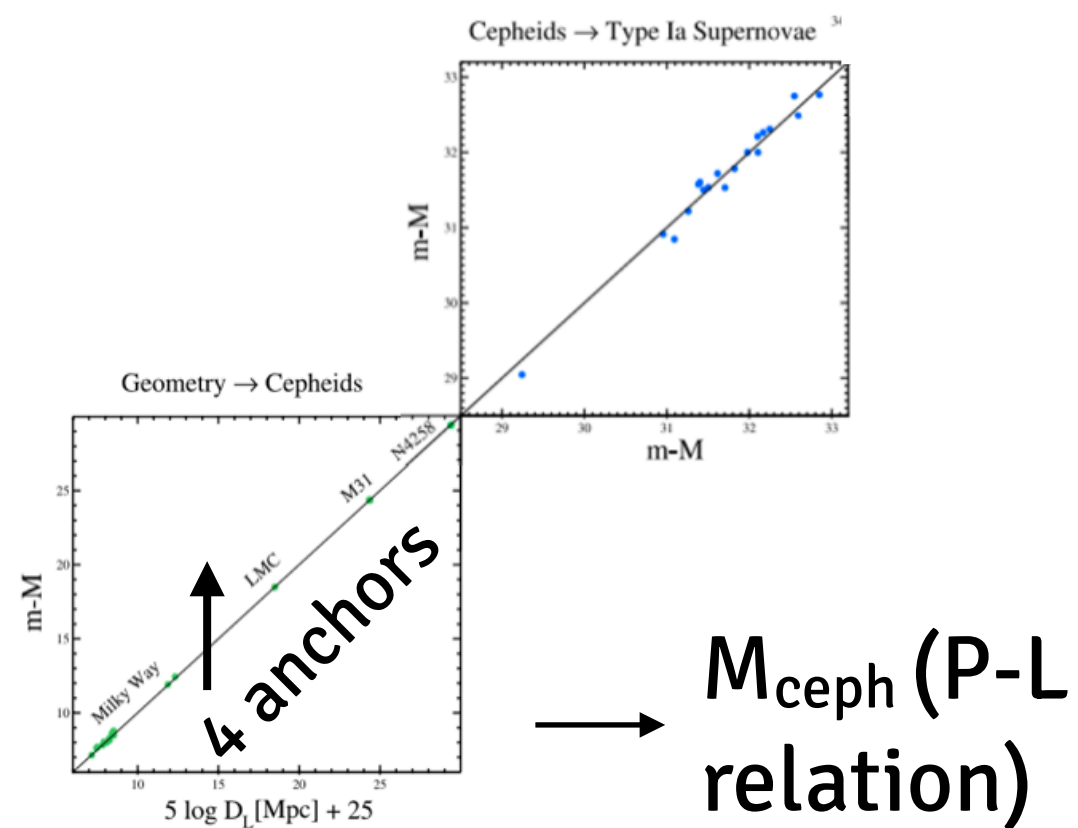 Cepheids → Type Ia Supernovae
33
32
31
30
29
m-M
29 30 31 32 33
m-M
Geometry → Cepheids
N4258
M31
LMC
Milky Way
4 anchors
25
20
15
10
m-M
10 15 20 25
5 log D_L[Mpc] + 25
M_ceph (P-L
relation)